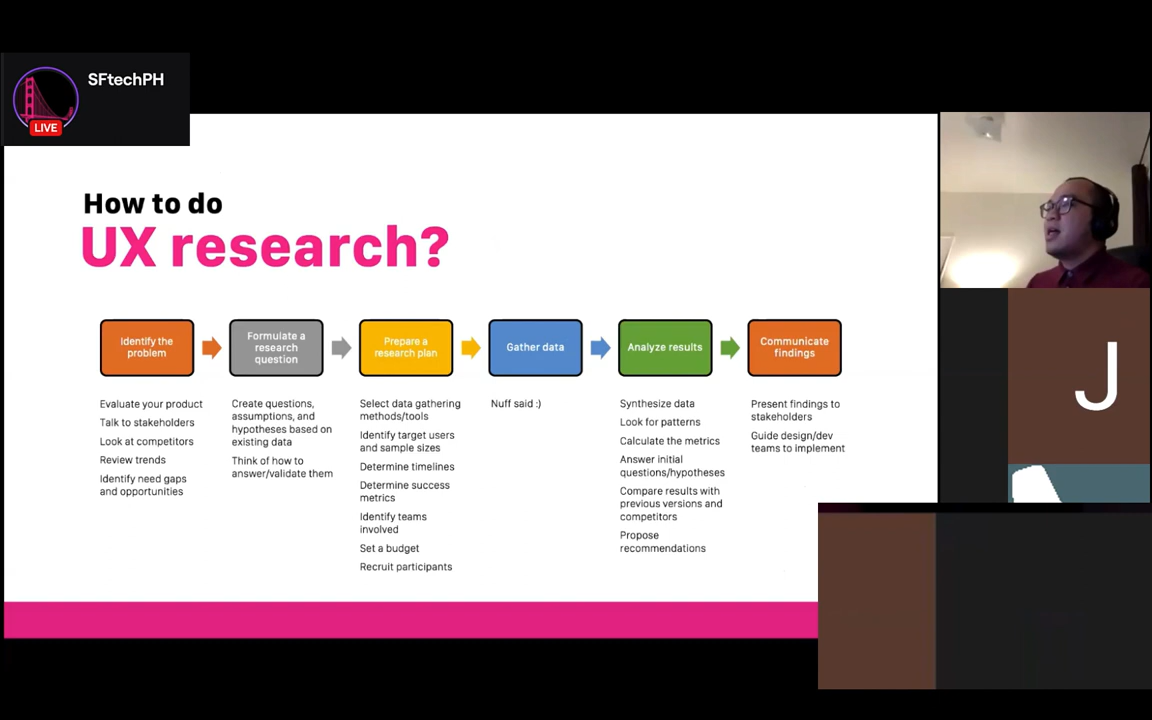 SFtechPH
LIVE
How to do
UX research?
Identify the
problem
Formulate a
research
question
Prepare a
research plan
Gather data
Analyze results
Communicate
findings
Evaluate your product
Talk to stakeholders
Look at competitors
Review trends
Identify need gaps
and opportunities
Create questions,
assumptions, and
hypotheses based on
existing data
Think of how to
answer/validate them
Select data gathering
methods/tools
Identify target users
and sample sizes
Determine timelines
Determine success
metrics
Identify teams
involved
Set a budget
Recruit participants
Nuff said :)
Synthesize data
Look for patterns
Calculate the metrics
Answer initial
questions/hypotheses
Compare results with
previous versions and
competitors
Propose
recommendations
Present findings to
stakeholders
Guide design/dev
teams to implement
J